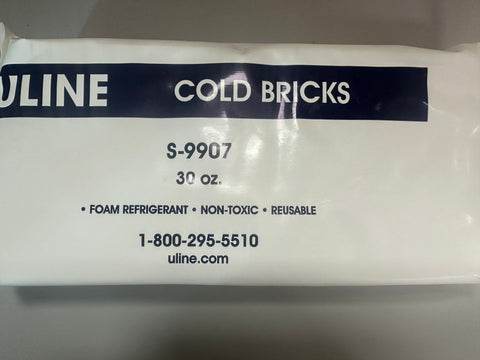 ULINE COLD BRICKS
S-9907
30 oz.
• FOAM REFRIGERANT • NON-TOXIC • REUSABLE
1-800-295-5510
uline.com